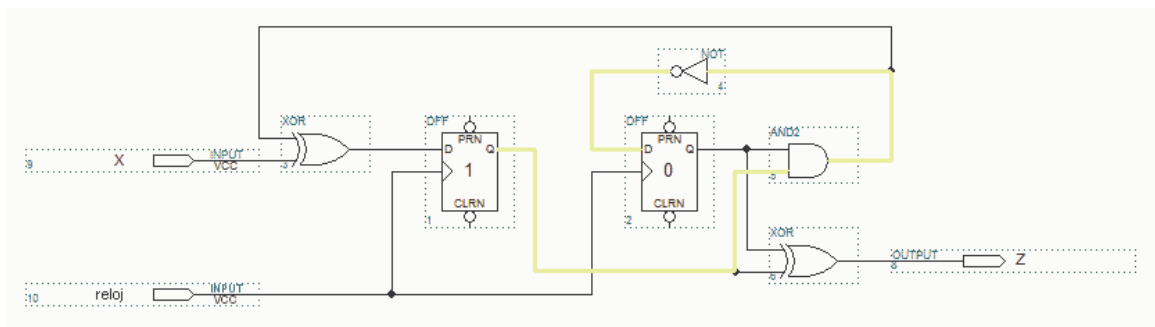 NOT
4
XOR
3
DFF
PRN
D
Q
1
CLRN
1
DFF
PRN
D
Q
0
CLRN
2
AND2
5
9
X
INPUT
VCC
XOR
6
OUTPUT
8
Z
10
reloj
INPUT
VCC